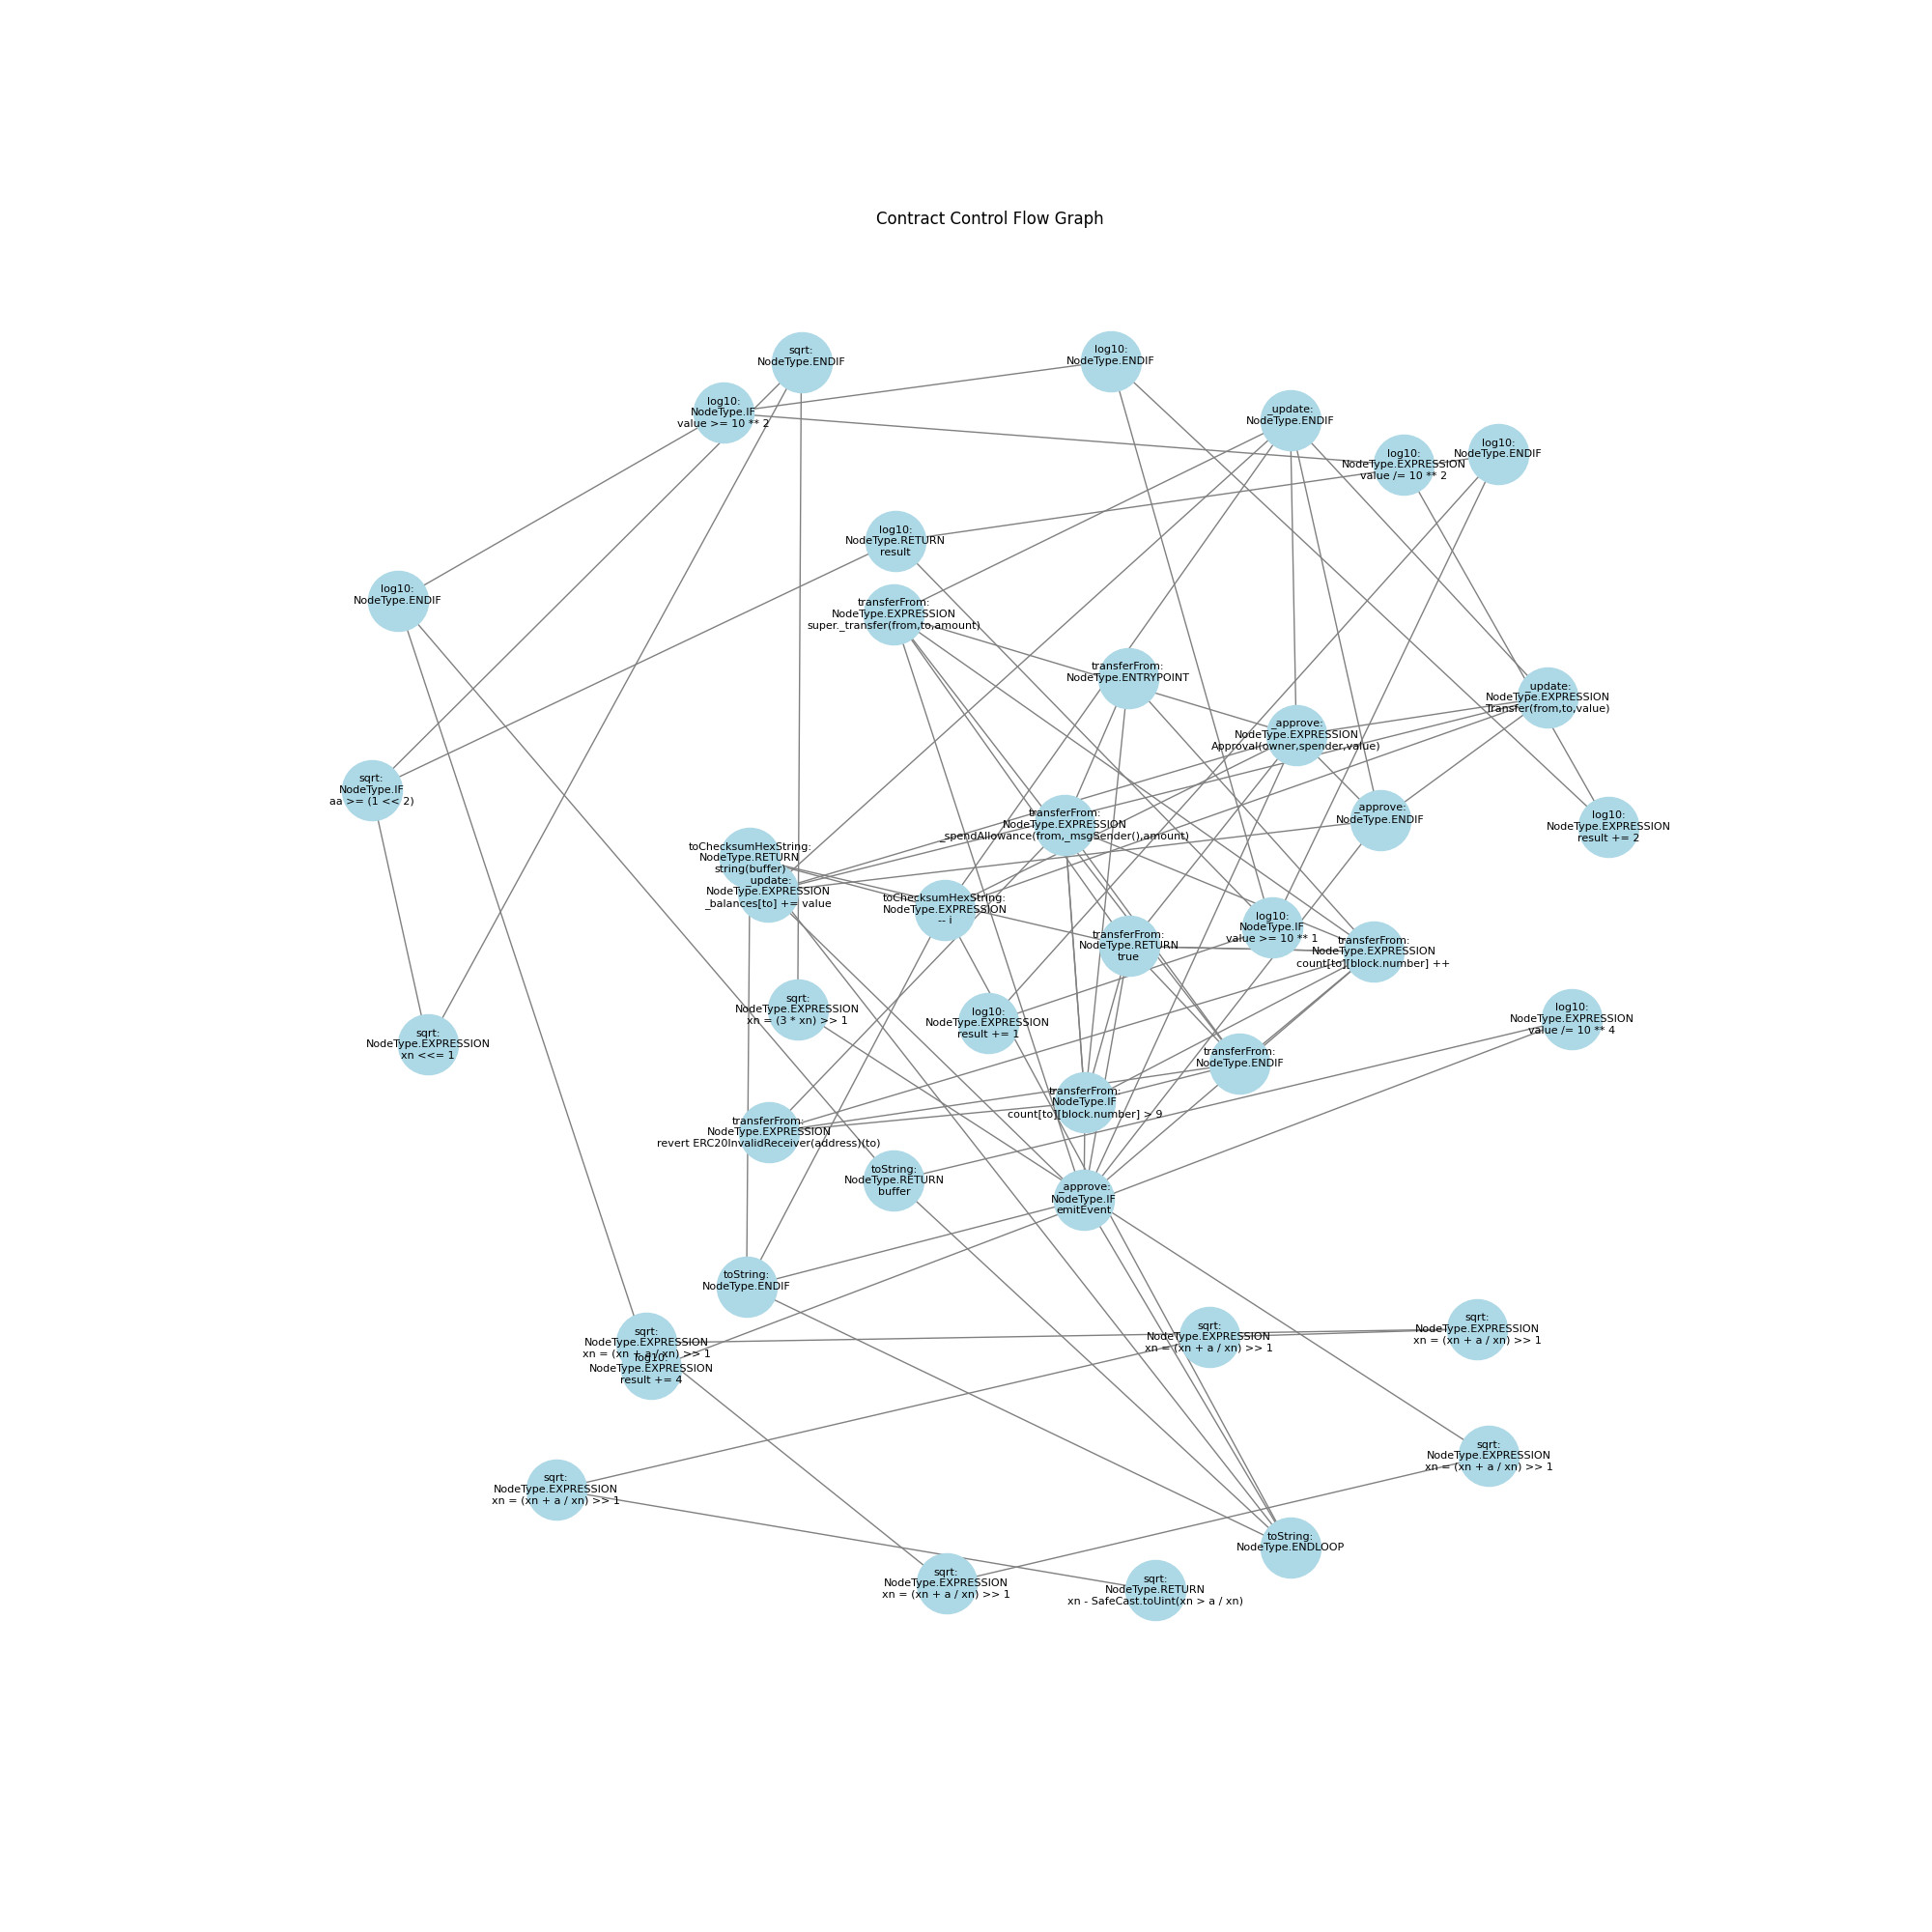 Contract Control Flow Graph
sqrt:
NodeType.ENDIF
log10:
NodeType.ENDIF
log10:
NodeType.IF
value >= 10 ** 2
_update:
NodeType.ENDIF
log10:
NodeType.EXPRESSION
value /= 10 ** 2
log10:
NodeType.ENDIF
log10:
NodeType.RETURN
result
log10:
NodeType.ENDIF
transferFrom:
NodeType.EXPRESSION
super._transfer(from,to,amount)
transferFrom:
NodeType.ENTRYPOINT
_update:
NodeType.EXPRESSION
Transfer(from,to,value)
_approve:
NodeType.EXPRESSION
Approval(owner,spender,value)
sqrt:
NodeType.IF
aa >= (1 << 2)
transferFrom:
NodeType.EXPRESSION
_spendAllowance(from,_msgSender(),amount)
_approve:
NodeType.ENDIF
log10:
NodeType.EXPRESSION
result += 2
toChecksumHexString:
NodeType.RETURN
string(buffer)
_update:
NodeType.EXPRESSION
_balances[to] += value
toChecksumHexString:
NodeType.EXPRESSION
-- i
log10:
NodeType.IF
value >= 10 ** 1
transferFrom:
NodeType.RETURN
true
transferFrom:
NodeType.EXPRESSION
count[to][block.number] ++
sqrt:
NodeType.EXPRESSION
xn = (3 * xn) >> 1
log10:
NodeType.EXPRESSION
result += 1
log10:
NodeType.EXPRESSION
value /= 10 ** 4
sqrt:
NodeType.EXPRESSION
xn <<= 1
transferFrom:
NodeType.ENDIF
transferFrom:
NodeType.IF
count[to][block.number] > 9
transferFrom:
NodeType.EXPRESSION
revert ERC20InvalidReceiver(address)(to)
toString:
NodeType.RETURN
buffer
_approve:
NodeType.IF
emitEvent
toString:
NodeType.ENDIF
sqrt:
NodeType.EXPRESSION
xn = (xn + a / xn) >> 1
log10:
NodeType.EXPRESSION
result += 4
sqrt:
NodeType.EXPRESSION
xn = (xn + a / xn) >> 1
sqrt:
NodeType.EXPRESSION
xn = (xn + a / xn) >> 1
sqrt:
NodeType.EXPRESSION
xn = (xn + a / xn) >> 1
sqrt:
NodeType.EXPRESSION
xn = (xn + a / xn) >> 1
toString:
NodeType.ENDLOOP
sqrt:
NodeType.EXPRESSION
xn = (xn + a / xn) >> 1
sqrt:
NodeType.RETURN
xn - SafeCast.toUint(xn > a / xn)